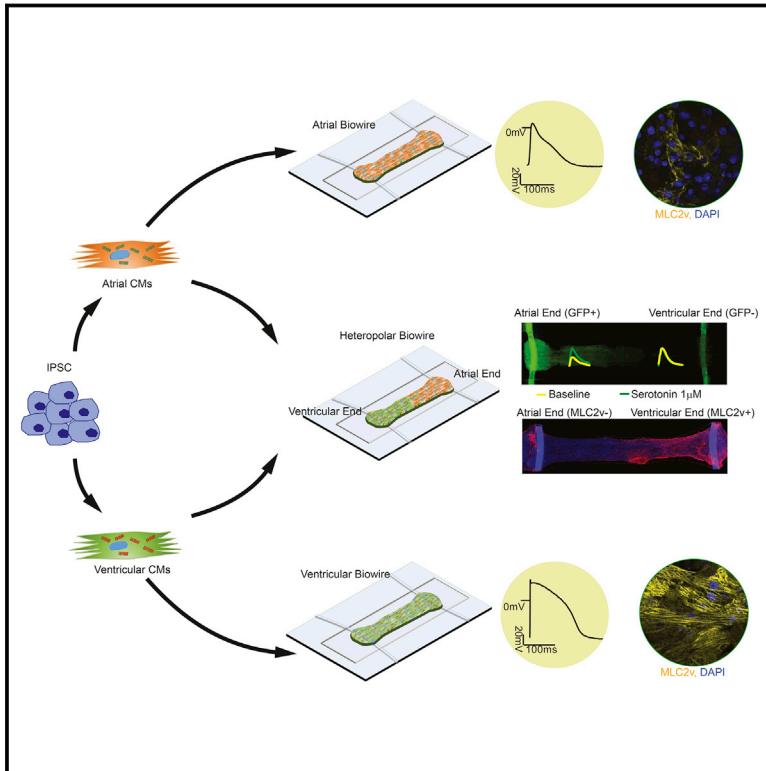 Atrial Biowire
0mV
20mV
100ms
MLC2v, DAPI
Atrial CMs
IPSC
Ventricular CMs
Heteropolar Biowire
Atrial End
Ventricular End
Atrial End (GFP+) Ventricular End (GFP-)
Baseline Serotonin 1µM
Atrial End (MLC2v-) Ventricular End (MLC2v+)
Ventricular Biowire
0mV
20mV
100ms
MLC2v, DAPI